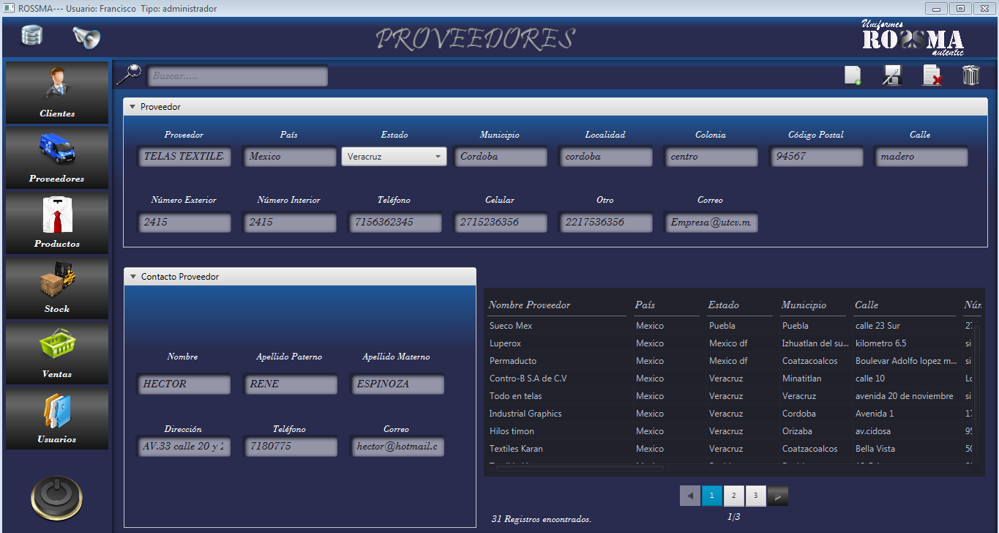 ROSSMA--- Usuario: Francisco Tipo: administrador
PROVEEDORES
Uniformes
ROSSMA
autentic
Buscar.....
Clientes
Proveedores
Productos
Stock
Ventas
Usuarios
Proveedor
Proveedor País Estado Municipio Localidad Colonia Código Postal Calle
TELAS TEXTILE. Mexico Veracruz Cordoba cordoba centro 94567 madero
Número Exterior Número Interior Teléfono Celular Otro Correo
2415 2415 7156362345 2715236356 2217536356 Empresa@utcv.m.
Contacto Proveedor
Nombre Apellido Paterno Apellido Materno
HECTOR RENE ESPINOZA
Dirección Teléfono Correo
AV.33 calle 20 y 7180775 hector@hotmail.c
Nombre Proveedor País Estado Municipio Calle Núr
Sueco Mex Mexico Puebla Puebla calle 23 Sur 27
Luperox Mexico Mexico df Izhuatlan del su... kilometro 6.5 si
Permaducto Mexico Mexico df Coatzacoalcos Boulevar Adolfo lopez m... si
Contro-B S.A de C.V Mexico Veracruz Minatitlan calle 10 Lo
Todo en telas Mexico Veracruz Veracruz avenida 20 de noviembre si
Industrial Graphics Mexico Veracruz Cordoba Avenida 1 17
Hilos timon Mexico Veracruz Orizaba av.cidosa 95
Textiles Karan Mexico Veracruz Coatzacoalcos Bella Vista 50
1 2 3
1/3
31 Registros encontrados.